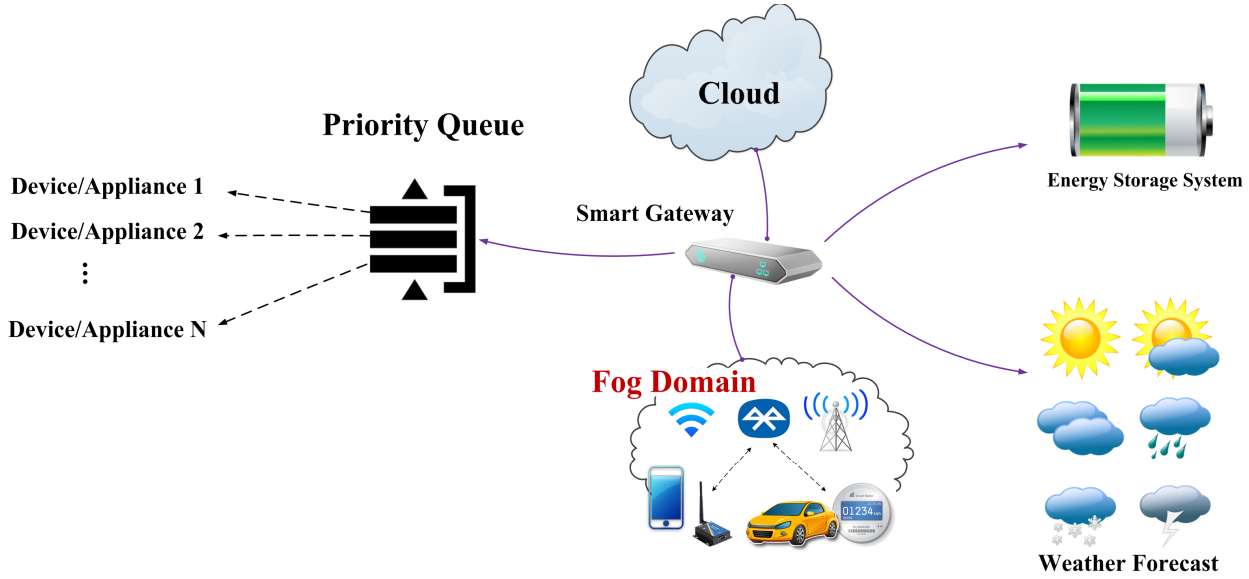 Cloud
Priority Queue
Device/Appliance 1
Energy Storage System
Smart Gateway
Device/Appliance 2
⋮
Device/Appliance N
Fog Domain
01234
Weather Forecast